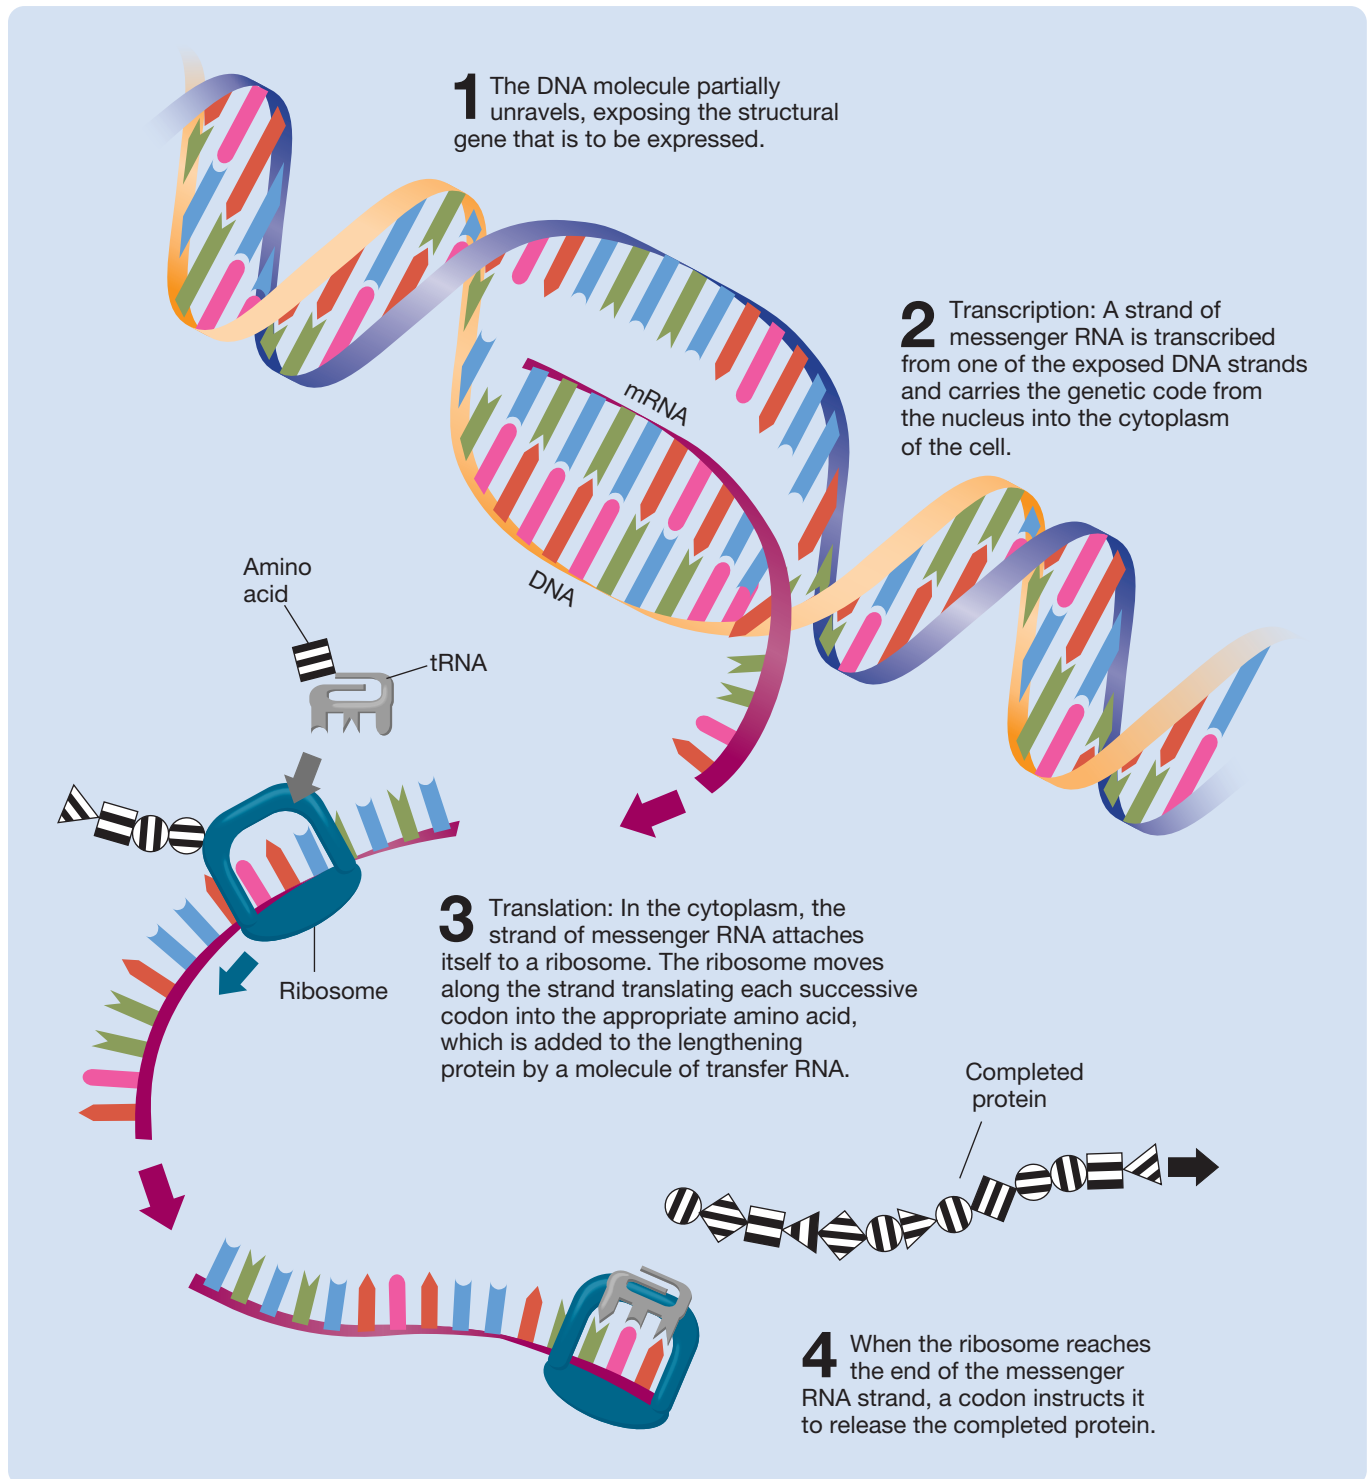 1 The DNA molecule partially
unravels, exposing the structural
gene that is to be expressed.
2 Transcription: A strand of
messenger RNA is transcribed
from one of the exposed DNA strands
and carries the genetic code from
the nucleus into the cytoplasm
of the cell.
mRNA
DNA
Amino
acid
tRNA
Ribosome
3 Translation: In the cytoplasm, the
strand of messenger RNA attaches
itself to a ribosome. The ribosome moves
along the strand translating each successive
codon into the appropriate amino acid,
which is added to the lengthening
protein by a molecule of transfer RNA.
Completed
protein
4 When the ribosome reaches
the end of the messenger
RNA strand, a codon instructs it
to release the completed protein.